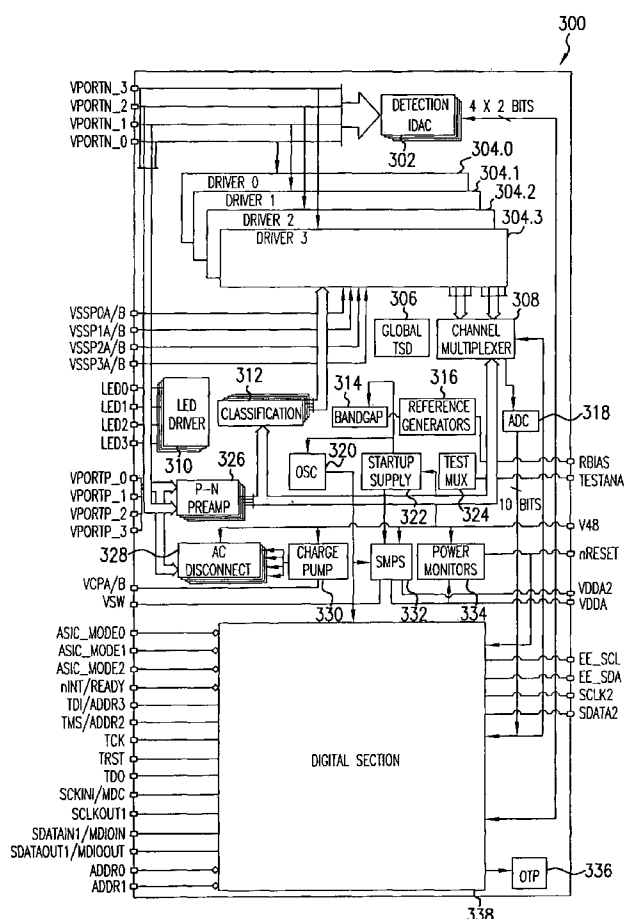 300
VPORTN_3
VPORTN_2
VPORTN_1
VPORTN_0
DETECTION
IDAC
302
4 X 2 BITS
304.0
DRIVER 0
304.1
DRIVER 1
304.2
DRIVER 2
304.3
DRIVER 3
VSSP0A/B
VSSP1A/B
VSSP2A/B
VSSP3A/B
306
GLOBAL
TSD
308
CHANNEL
MULTIPLEXER
LED0
LED1
LED2
LED3
LED
DRIVER
310
312
CLASSIFICATION
314
BANDGAP
316
REFERENCE
GENERATORS
ADC
318
VPORTP_0
VPORTP_1
VPORTP_2
VPORTP_3
326
P-N
PREAMP
OSC
320
STARTUP
SUPPLY
322
TEST
MUX
324
10 BITS
RBIAS
TESTANA
V48
nRESET
VDDA2
VDDA
328
AC
DISCONNECT
CHARGE
PUMP
330
SMPS
332
POWER
MONITORS
334
VCPA/B
VSW
ASIC_MODE0
ASIC_MODE1
ASIC_MODE2
nINT/READY
TDI/ADDR3
TMS/ADDR2
TCK
TRST
TDO
SCKINI/MDC
SCLKOUT1
SDATAIN1/MDIOIN
SDATAOUT1/MDIOOUT
ADDR0
ADDR1
DIGITAL SECTION
338
EE_SCL
EE_SDA
SCLK2
SDATA2
OTP
336